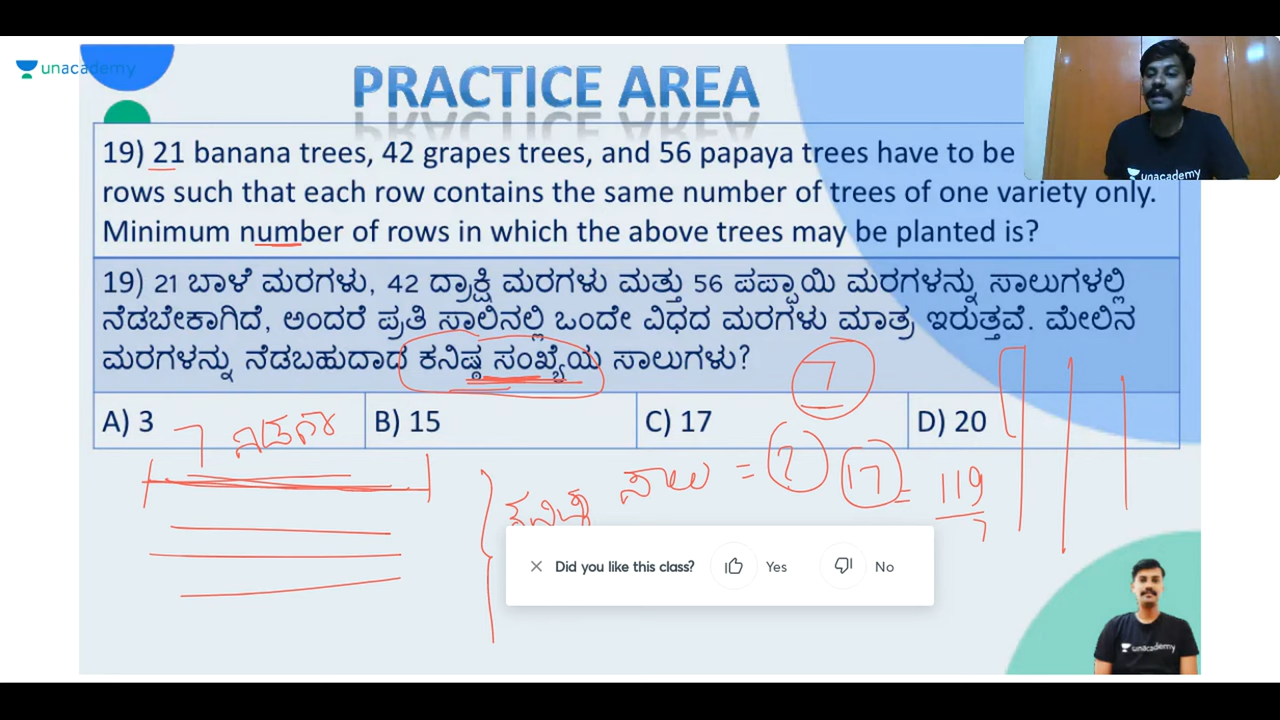 unacademy
PRACTICE AREA
19) 21 banana trees, 42 grapes trees, and 56 papaya trees have to be
rows such that each row contains the same number of trees of one variety only.
Minimum number of rows in which the above trees may be planted is?
19) 21 ಬಾಳೆ ಮರಗಳು, 42 ದ್ರಾಕ್ಷಿ ಮರಗಳು ಮತ್ತು 56 ಪಪ್ಪಾಯಿ ಮರಗಳನ್ನು ಸಾಲುಗಳಲ್ಲಿ
ನೆಡಬೇಕಾಗಿದೆ, ಅಂದರೆ ಪ್ರತಿ ಸಾಲಿನಲ್ಲಿ ಒಂದೇ ವಿಧದ ಮರಗಳು ಮಾತ್ರ ಇರುತ್ತವೆ. ಮೇಲಿನ
ಮರಗಳನ್ನು ನೆಡಬಹುದಾದ ಕನಿಷ್ಠ ಸಂಖ್ಯೆಯ ಸಾಲುಗಳು?
7
A) 3 B) 15 C) 17 D) 20
7
ಸಾಲು = ? 17 = 119
7
Did you like this class? Yes No
unacademy
unacademy